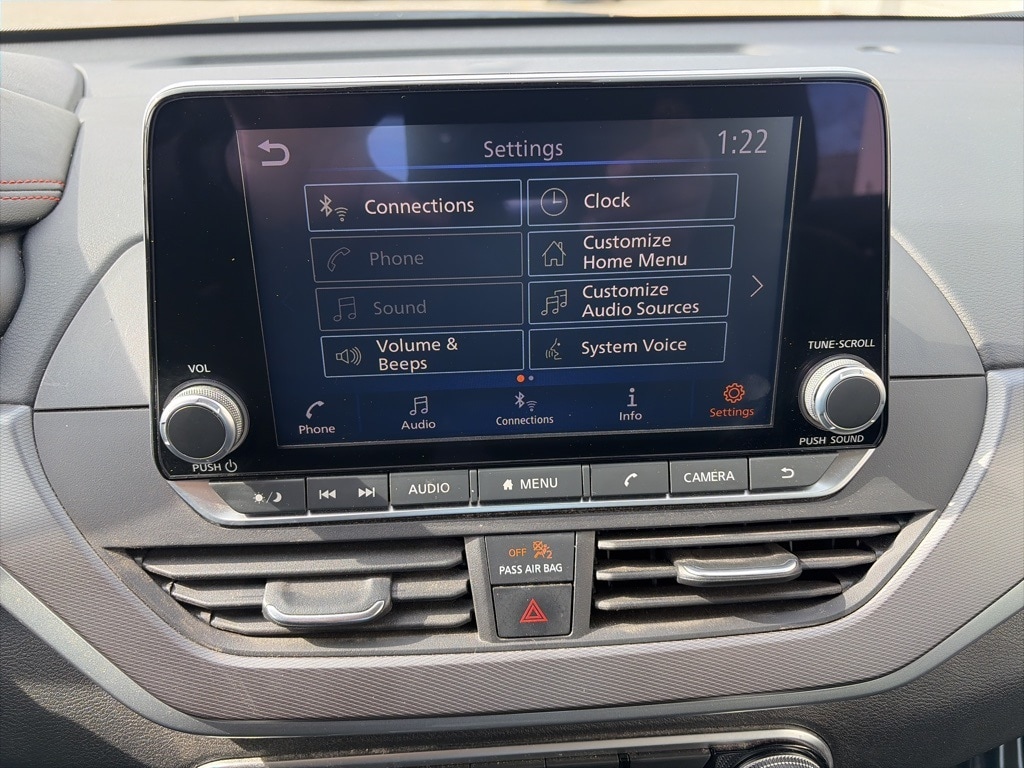 Settings
1:22
Connections
Clock
Phone
Customize
Home Menu
Sound
Customize
Audio Sources
Volume &
Beeps
System Voice
Phone
Audio
Connections
Info
Settings
VOL
PUSH
TUNE-SCROLL
PUSH SOUND
AUDIO
MENU
CAMERA
OFF 2
PASS AIR BAG